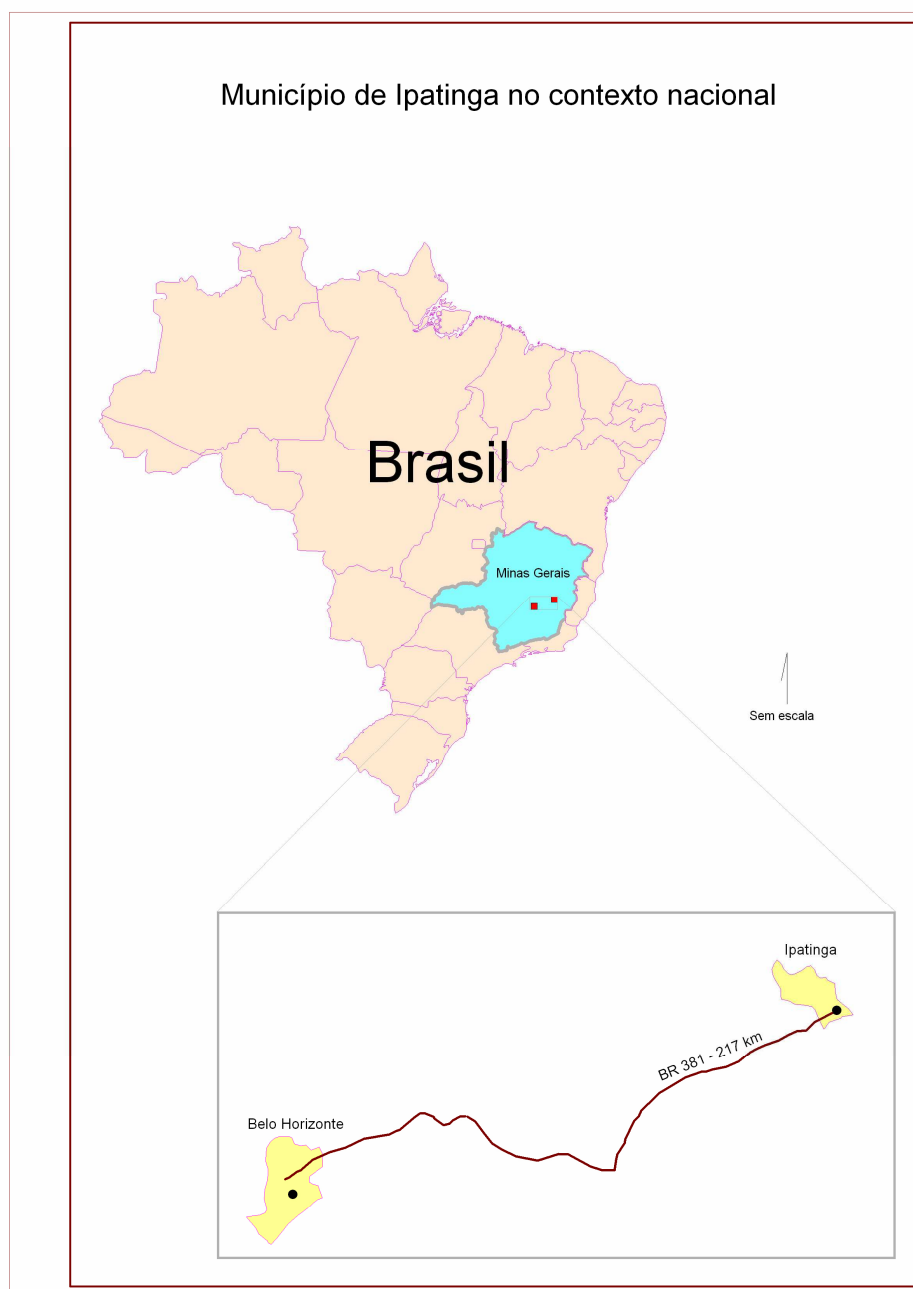 Município de Ipatinga no contexto nacional
Brasil
Minas Gerais
Sem escala
Ipatinga
BR 381 - 217 km
Belo Horizonte